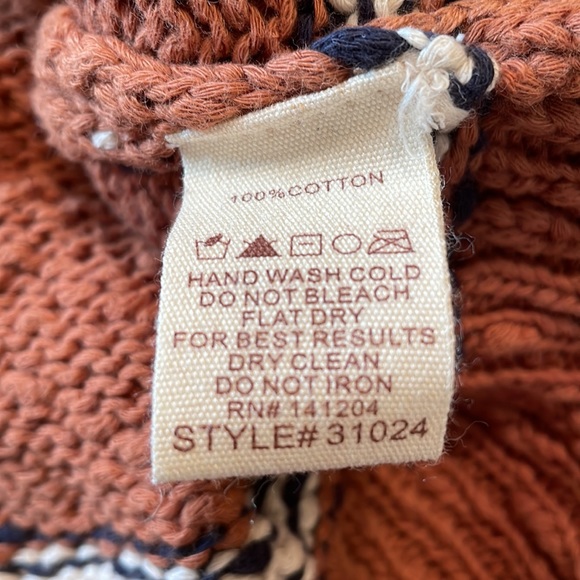 100%COTTON
HAND WASH COLD
DO NOT BLEACH
FLAT DRY
FOR BEST RESULTS
DRY CLEAN
DO NOT IRON
RN# 141204
STYLE# 31024